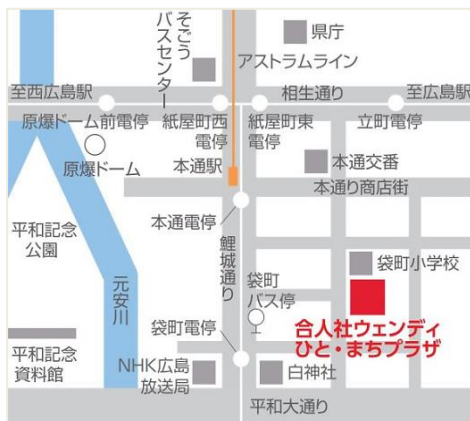 そごう
バスセンター
県庁
アストラムライン
至西広島駅
相生通り
至広島駅
原爆ドーム前電停
紙屋町西
電停
紙屋町東
電停
立町電停
原爆ドーム
本通駅
本通交番
本通り商店街
本通電停
平和記念
公園
元安川
鯉城通り
袋町
バス停
袋町小学校
袋町電停
合人社ウェンディ
ひと・まちプラザ
平和記念
資料館
NHK広島
放送局
白神社
平和大通り